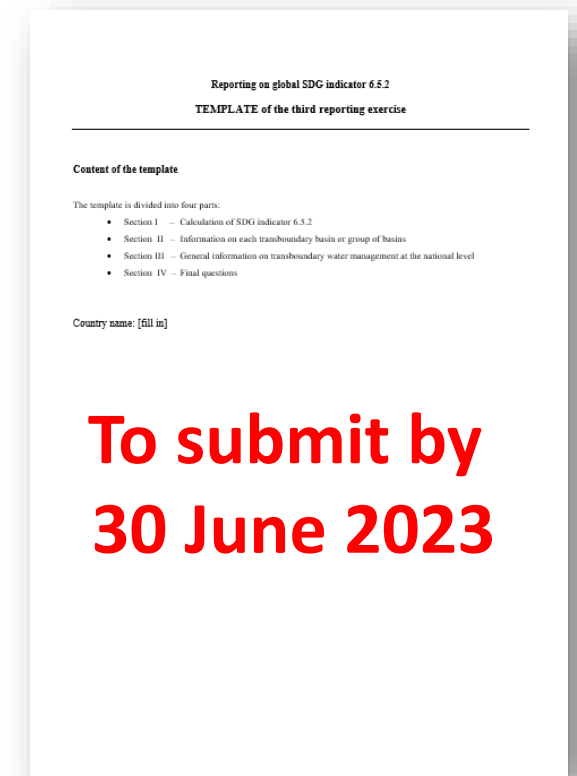 Reporting on global SDG indicator 6.5.2
TEMPLATE of the third reporting exercise
Content of the template
The template is divided into four parts:
• Section I – Calculation of SDG indicator 6.5.2
• Section II – Information on each transboundary basin or group of basins
• Section III – General information on transboundary water management at the national level
• Section IV – Final questions
Country name: [fill in]
To submit by
30 June 2023